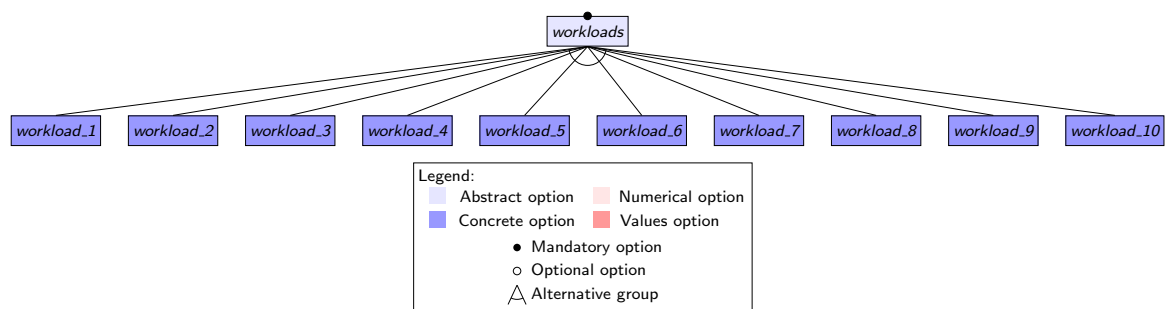 workloads
workload_1 workload_2 workload_3 workload_4 workload_5 workload_6 workload_7 workload_8 workload_9 workload_10
Legend:
Abstract option Numerical option
Concrete option Values option
Mandatory option
Optional option
Alternative group